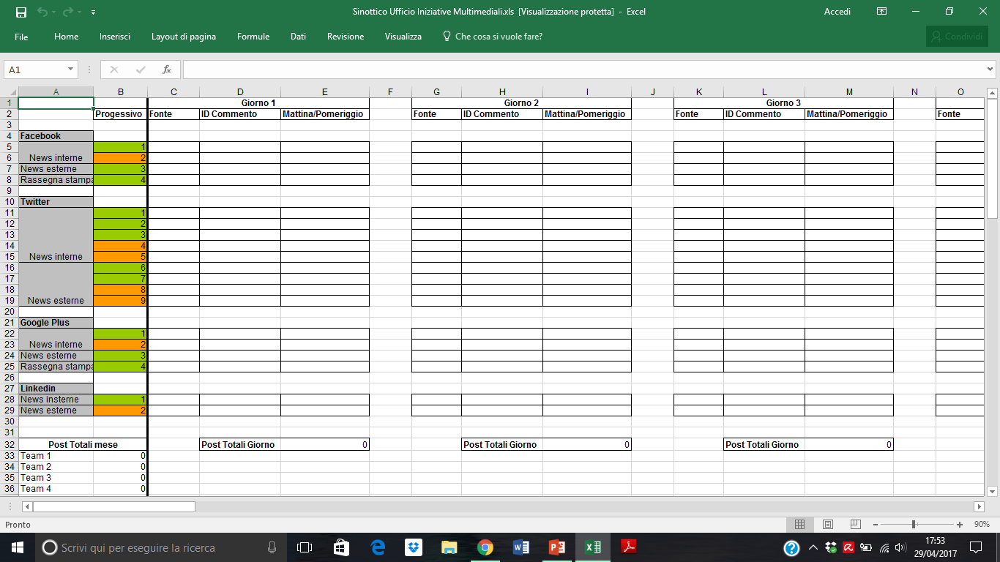 Sinottico Ufficio Iniziative Multimediali.xls [Visualizzazione protetta] - Excel
Accedi
File Home Inserisci Layout di pagina Formule Dati Revisione Visualizza Che cosa si vuole fare? Condividi
A1 fx
A B C D E F G H I J K L M N O
1 Giorno 1 Giorno 2 Giorno 3
2 Progessivo Fonte ID Commento Mattina/Pomeriggio Fonte ID Commento Mattina/Pomeriggio Fonte ID Commento Mattina/Pomeriggio Fonte
3
4 Facebook
5 1
6 News interne 2
7 News esterne 3
8 Rassegna stampa 4
9
10 Twitter
11 1
12 2
13 3
14 4
15 News interne 5
16 6
17 7
18 8
19 News esterne 9
20
21 Google Plus
22 1
23 News interne 2
24 News esterne 3
25 Rassegna stampa 4
26
27 Linkedin
28 News insterne 1
29 News esterne 2
30
31
32 Post Totali mese Post Totali Giorno 0 Post Totali Giorno 0 Post Totali Giorno 0
33 Team 1 0
34 Team 2 0
35 Team 3 0
36 Team 4 0
Pronto 90%
Scrivi qui per eseguire la ricerca
17:53
29/04/2017